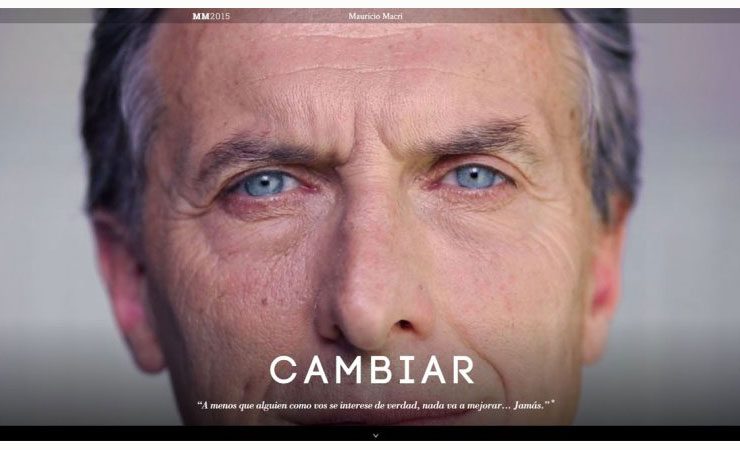 MM2015 Mauricio Macri
CAMBIAR
“A menos que alguien como vos se interese de verdad, nada va a mejorar... Jamás.”*